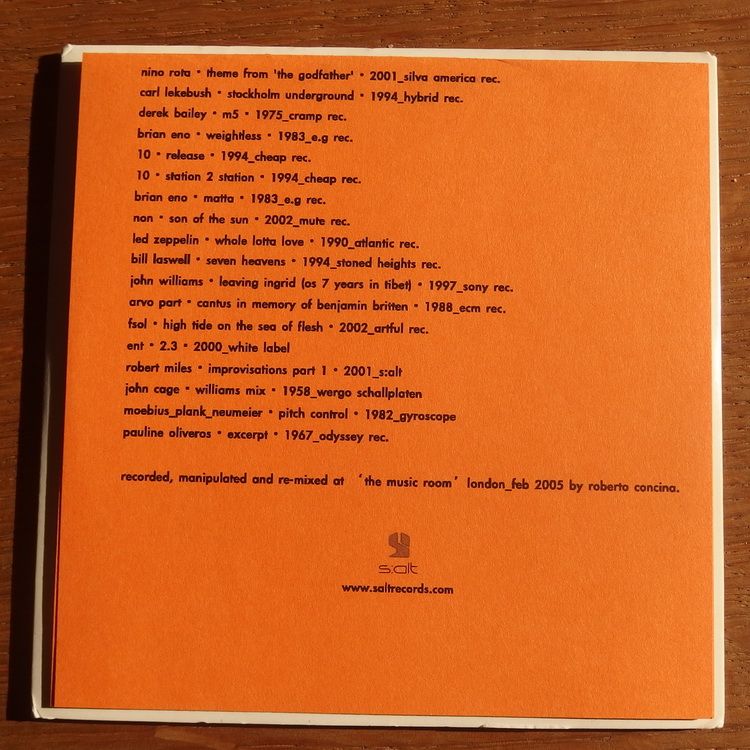 nino rota • theme from 'the godfather' • 2001_silva america rec.
carl lekebush • stockholm underground • 1994_hybrid rec.
derek bailey • m5 • 1975_cramp rec.
brian eno • weightless • 1983_e.g rec.
10 • release • 1994_cheap rec.
10 • station 2 station • 1994_cheap rec.
brian eno • matta • 1983_e.g rec.
non • son of the sun • 2002_mute rec.
led zeppelin • whole lotta love • 1990_atlantic rec.
bill laswell • seven heavens • 1994_stoned heights rec.
john williams • leaving ingrid (os 7 years in tibet) • 1997_sony rec.
arvo part • cantus in memory of benjamin britten • 1988_ecm rec.
fsol • high tide on the sea of flesh • 2002_artful rec.
ent • 2.3 • 2000_white label
robert miles • improvisations part 1 • 2001_s:alt
john cage • williams mix • 1958_wergo schallplaten
moebius_plank_neumeier • pitch control • 1982_gyroscope
pauline oliveros • excerpt • 1967_odyssey rec.
recorded, manipulated and re-mixed at 'the music room' london_feb 2005 by roberto concina.
s:alt
www.saltrecords.com